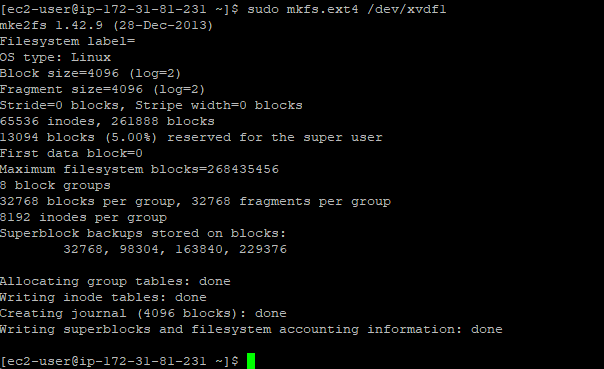 [ec2-user@ip-172-31-81-231 ~]$ sudo mkfs.ext4 /dev/xvdf1
mke2fs 1.42.9 (28-Dec-2013)
Filesystem label=
OS type: Linux
Block size=4096 (log=2)
Fragment size=4096 (log=2)
Stride=0 blocks, Stripe width=0 blocks
65536 inodes, 261888 blocks
13094 blocks (5.00%) reserved for the super user
First data block=0
Maximum filesystem blocks=268435456
8 block groups
32768 blocks per group, 32768 fragments per group
8192 inodes per group
Superblock backups stored on blocks:
        32768, 98304, 163840, 229376

Allocating group tables: done
Writing inode tables: done
Creating journal (4096 blocks): done
Writing superblocks and filesystem accounting information: done

[ec2-user@ip-172-31-81-231 ~]$